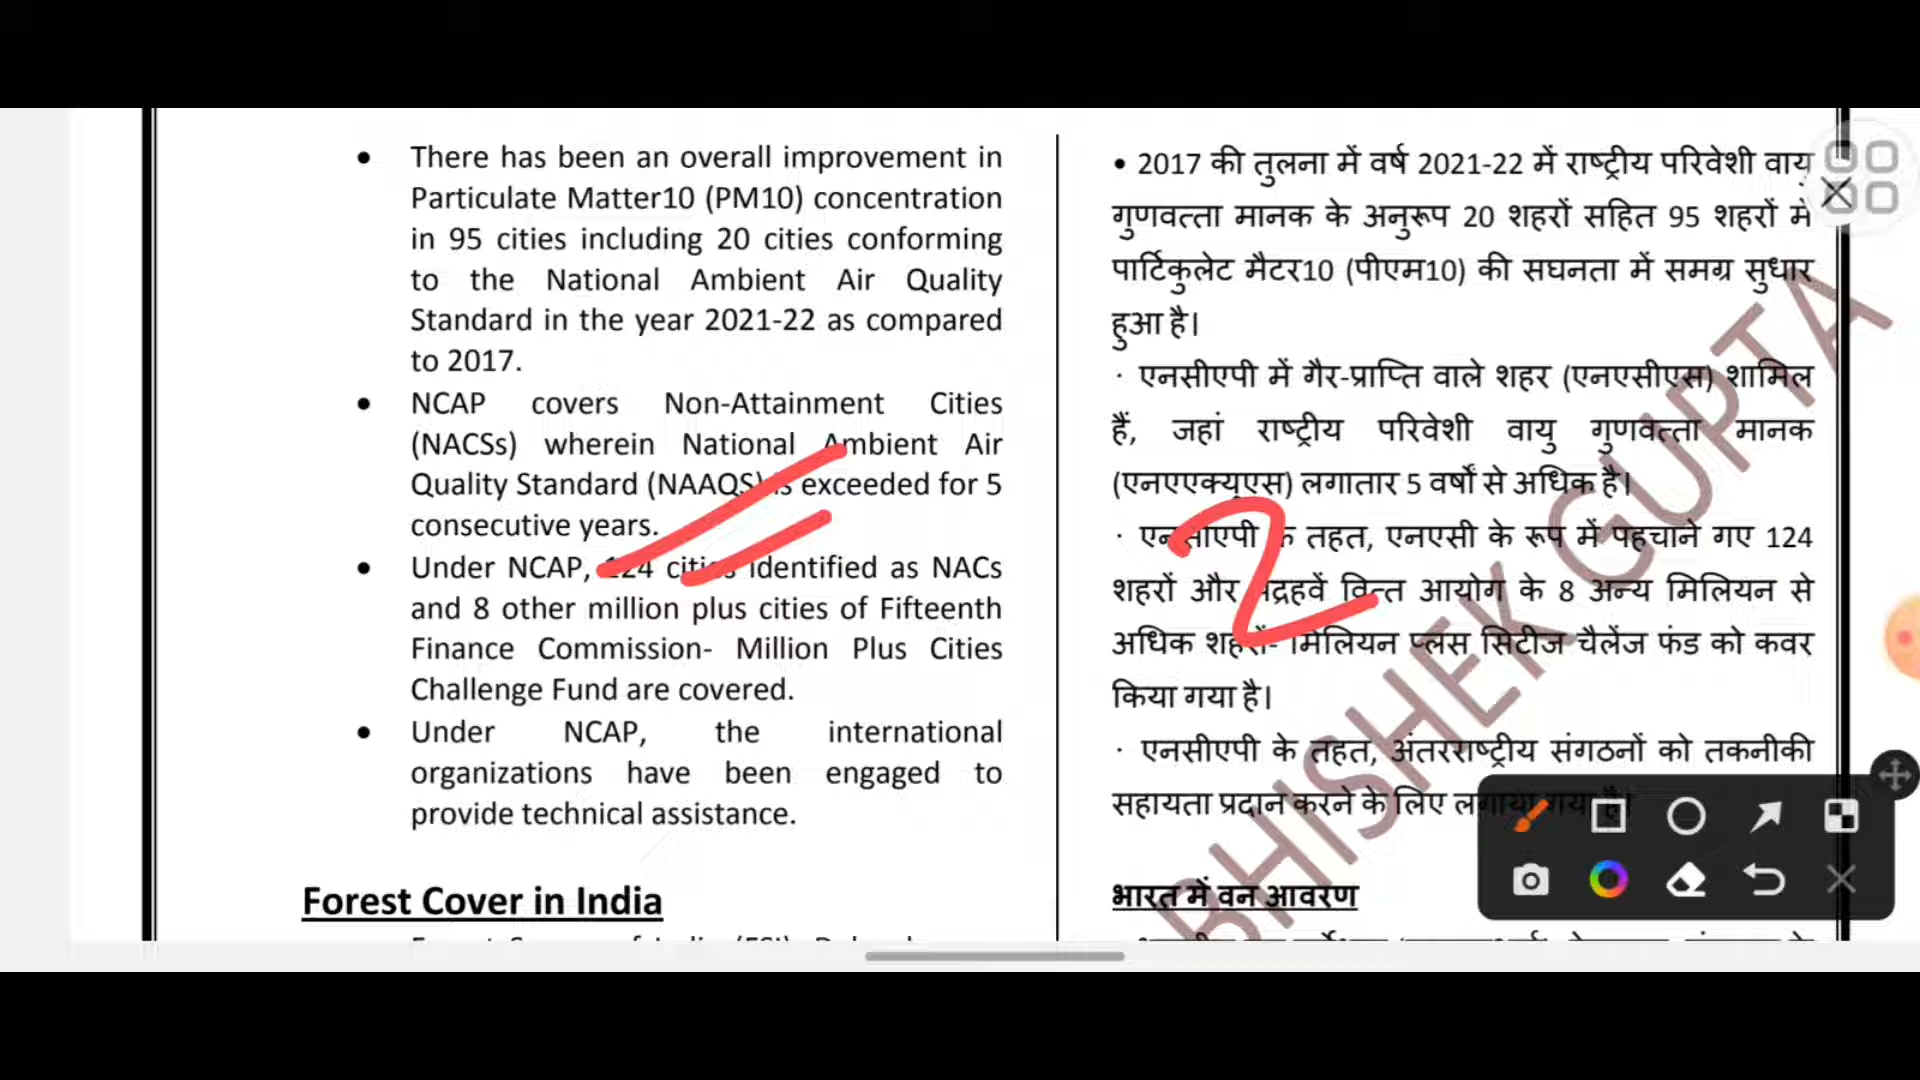 There has been an overall improvement in
Particulate Matter10 (PM10) concentration
in 95 cities including 20 cities conforming
to the National Ambient Air Quality
Standard in the year 2021-22 as compared
to 2017.
NCAP covers Non-Attainment Cities
(NACSs) wherein National Ambient Air
Quality Standard (NAAQS) is exceeded for 5
consecutive years.
Under NCAP, 124 cities identified as NACs
and 8 other million plus cities of Fifteenth
Finance Commission- Million Plus Cities
Challenge Fund are covered.
Under NCAP, the international
organizations have been engaged to
provide technical assistance.
Forest Cover in India
• 2017 की तुलना में वर्ष 2021-22 में राष्ट्रीय परिवेशी वायु
गुणवत्ता मानक के अनुरूप 20 शहरों सहित 95 शहरों में
पार्टिकुलेट मैटर10 (पीएम10) की सघनता में समग्र सुधार
हुआ है।
· एनसीएपी में गैर-प्राप्ति वाले शहर (एनएसीएस) शामिल
हैं, जहां राष्ट्रीय परिवेशी वायु गुणवत्ता मानक
(एनएएक्यूएस) लगातार 5 वर्षों से अधिक है।
· एनसीएपी के तहत, एनएसी के रूप में पहचाने गए 124
शहरों और पंद्रहवें वित्त आयोग के 8 अन्य मिलियन से
अधिक शहरों- मिलियन प्लस सिटीज चैलेंज फंड को कवर
किया गया है।
· एनसीएपी के तहत, अंतरराष्ट्रीय संगठनों को तकनीकी
सहायता प्रदान करने के लिए लगाया गया है।
भारत में वन आवरण
2
BHISHEK GUPTA